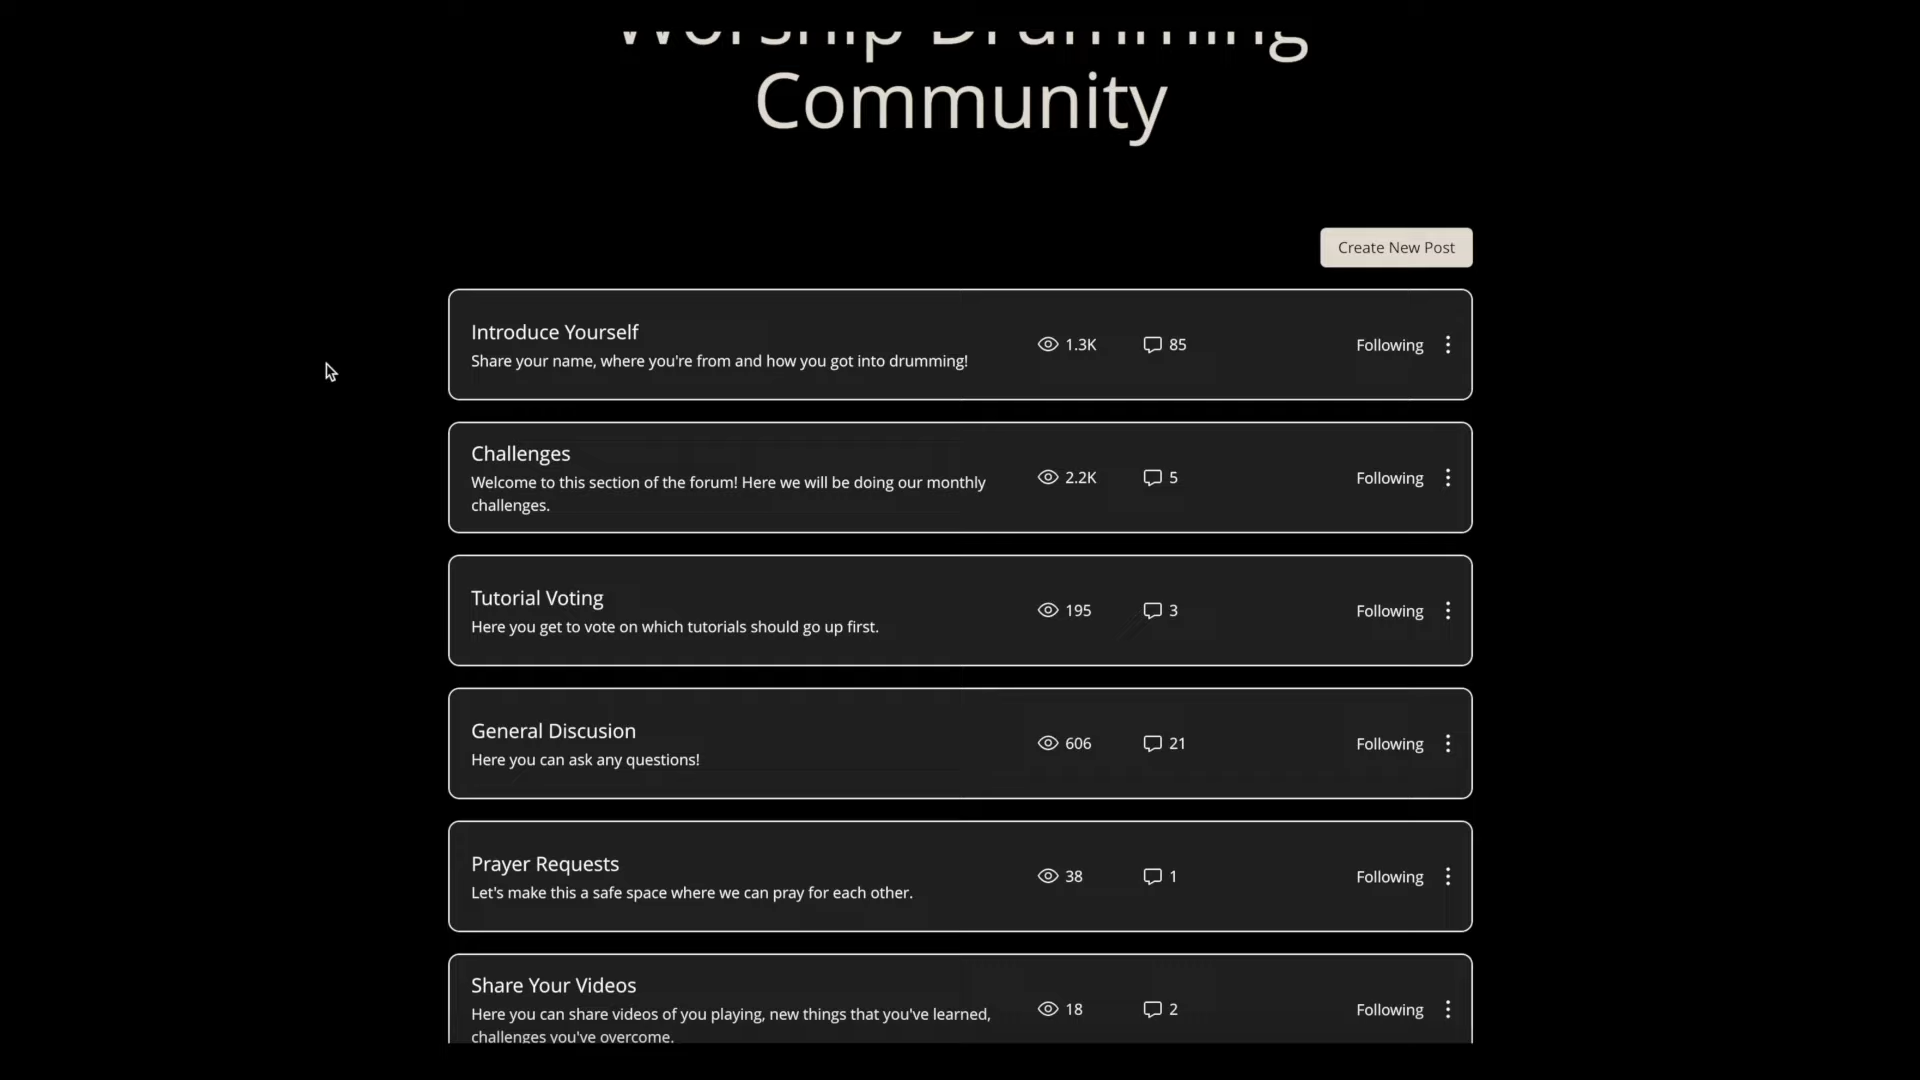 Worship Drumming
Community
Create New Post
Introduce Yourself
Share your name, where you're from and how you got into drumming!
1.3K
85
Following
Challenges
Welcome to this section of the forum! Here we will be doing our monthly
challenges.
2.2K
5
Following
Tutorial Voting
Here you get to vote on which tutorials should go up first.
195
3
Following
General Discusion
Here you can ask any questions!
606
21
Following
Prayer Requests
Let's make this a safe space where we can pray for each other.
38
1
Following
Share Your Videos
Here you can share videos of you playing, new things that you've learned,
challenges you've overcome.
18
2
Following